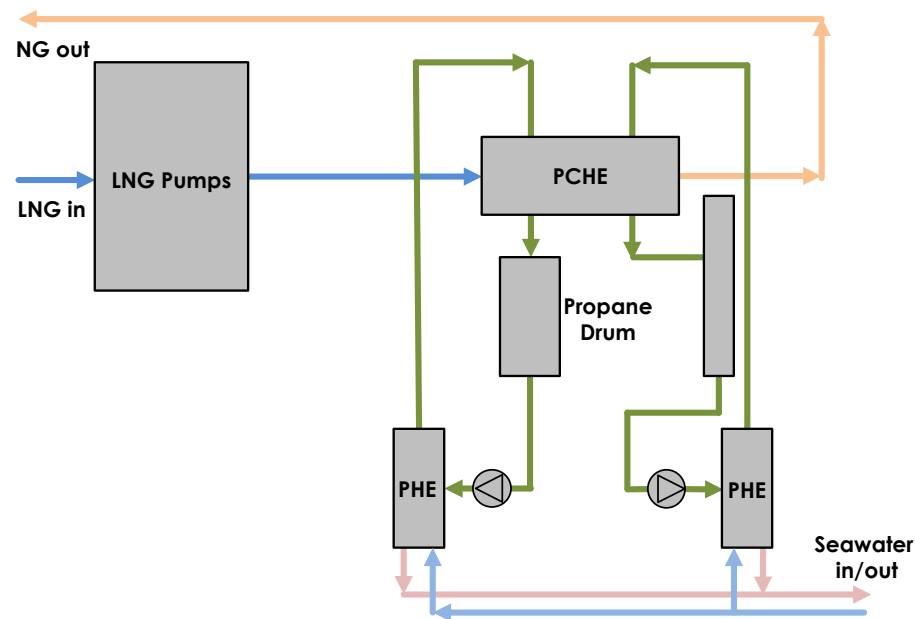 NG out
LNG Pumps
LNG in
PCHE
Propane
Drum
PHE
PHE
Seawater
in/out